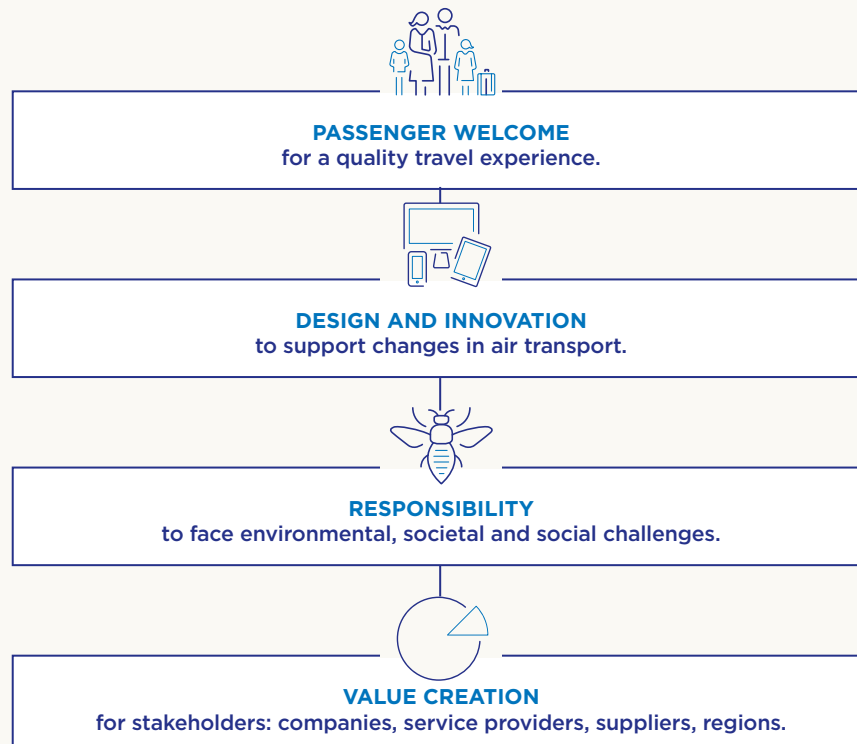 PASSENGER WELCOME
for a quality travel experience.
DESIGN AND INNOVATION
to support changes in air transport.
RESPONSIBILITY
to face environmental, societal and social challenges.
VALUE CREATION
for stakeholders: companies, service providers, suppliers, regions.